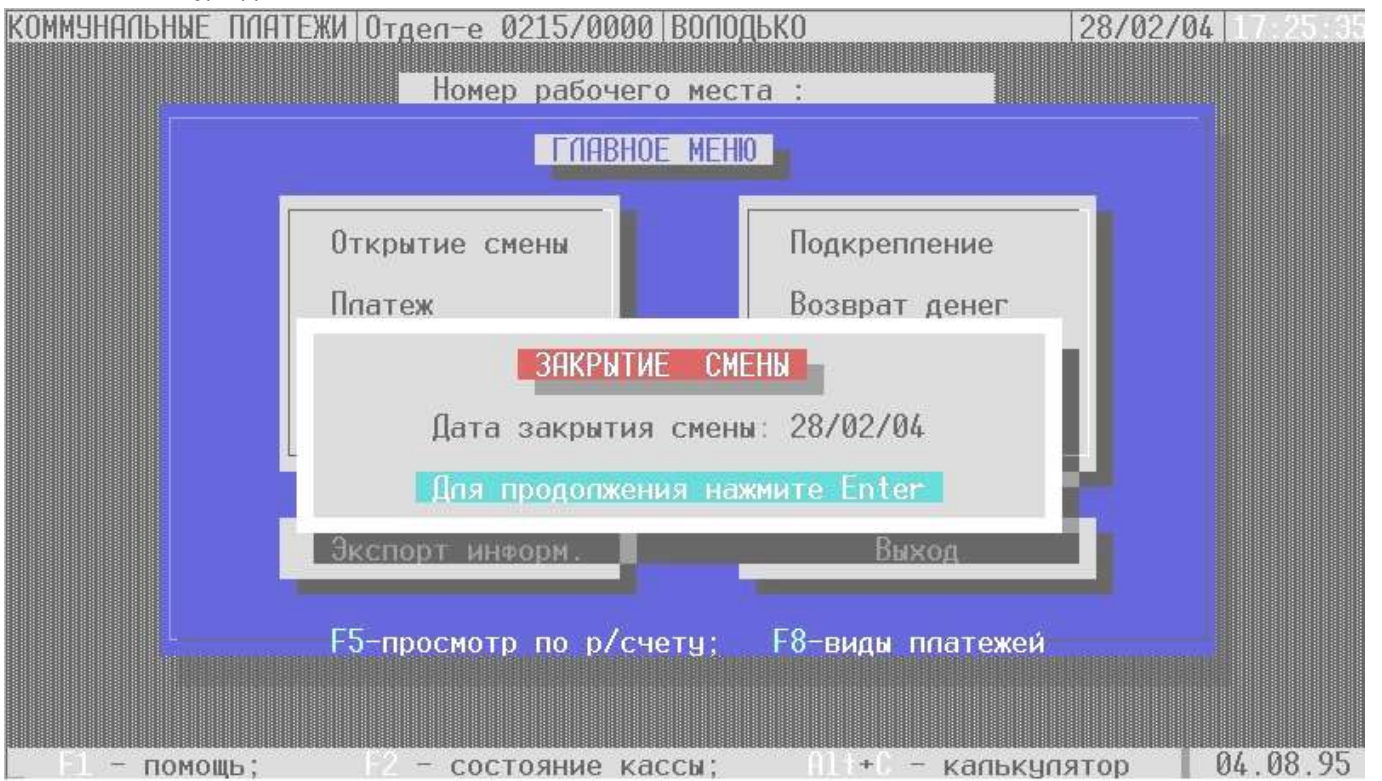 КОММУНАЛЬНЫЕ ПЛАТЕЖИ|Отдел-е 0215/0000|ВОЛОДЬКО |28/02/04|17:25:35
Номер рабочего места :
ГЛАВНОЕ МЕНЮ
Открытие смены Подкрепление
Платеж Возврат денег
ЗАКРЫТИЕ СМЕНЫ
Дата закрытия смены: 28/02/04
Для продолжения нажмите Enter
Экспорт информ. Выход
F5-просмотр по р/счету; F8-виды платежей
F1 - помощь; F2 - состояние кассы; Alt+C - калькулятор 04.08.95